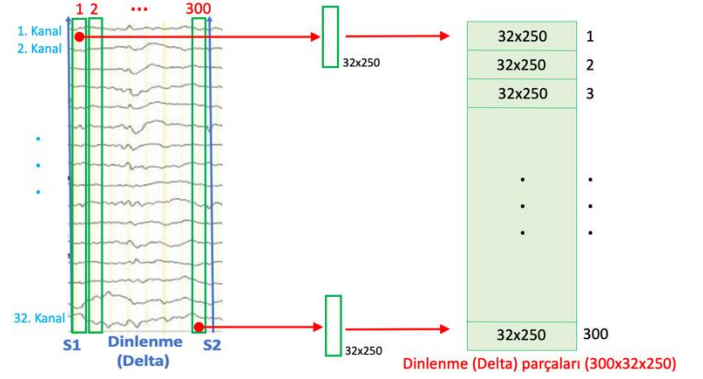 1 2 ... 300
1. Kanal
2. Kanal
32. Kanal
S1 Dinlenme (Delta) S2
32x250
32x250
32x250 1
32x250 2
32x250 3
32x250 300
Dinlenme (Delta) parçaları (300x32x250)